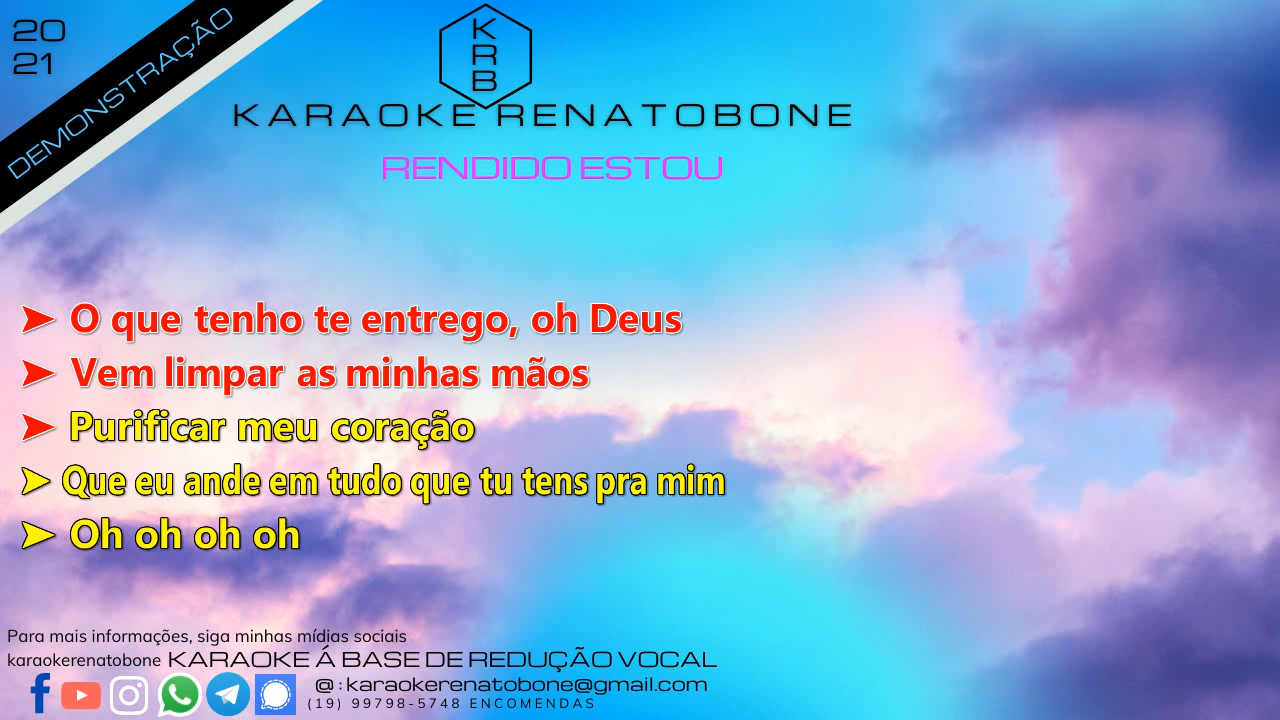 20
21
DEMONSTRAÇÃO
K
R
B
KARAOKE RENATOBONE
RENDIDO ESTOU
➤ O que tenho te entrego, oh Deus
➤ Vem limpar as minhas mãos
➤ Purificar meu coração
➤ Que eu ande em tudo que tu tens pra mim
➤ Oh oh oh oh
Para mais informações, siga minhas mídias sociais
karaokerenatobone KARAOKE Á BASE DE REDUÇÃO VOCAL
@:karaokerenatobone@gmail.com
(19) 99798-5748 ENCOMENDAS